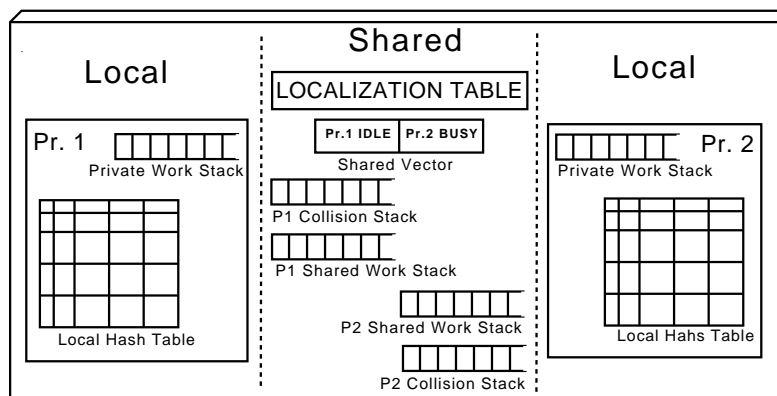 Shared
Local
Local
LOCALIZATION TABLE
Pr. 1
Private Work Stack
Pr.1 IDLE
Pr.2 BUSY
Shared Vector
Pr. 2
Private Work Stack
P1 Collision Stack
P1 Shared Work Stack
P2 Shared Work Stack
P2 Collision Stack
Local Hash Table
Local Hahs Table